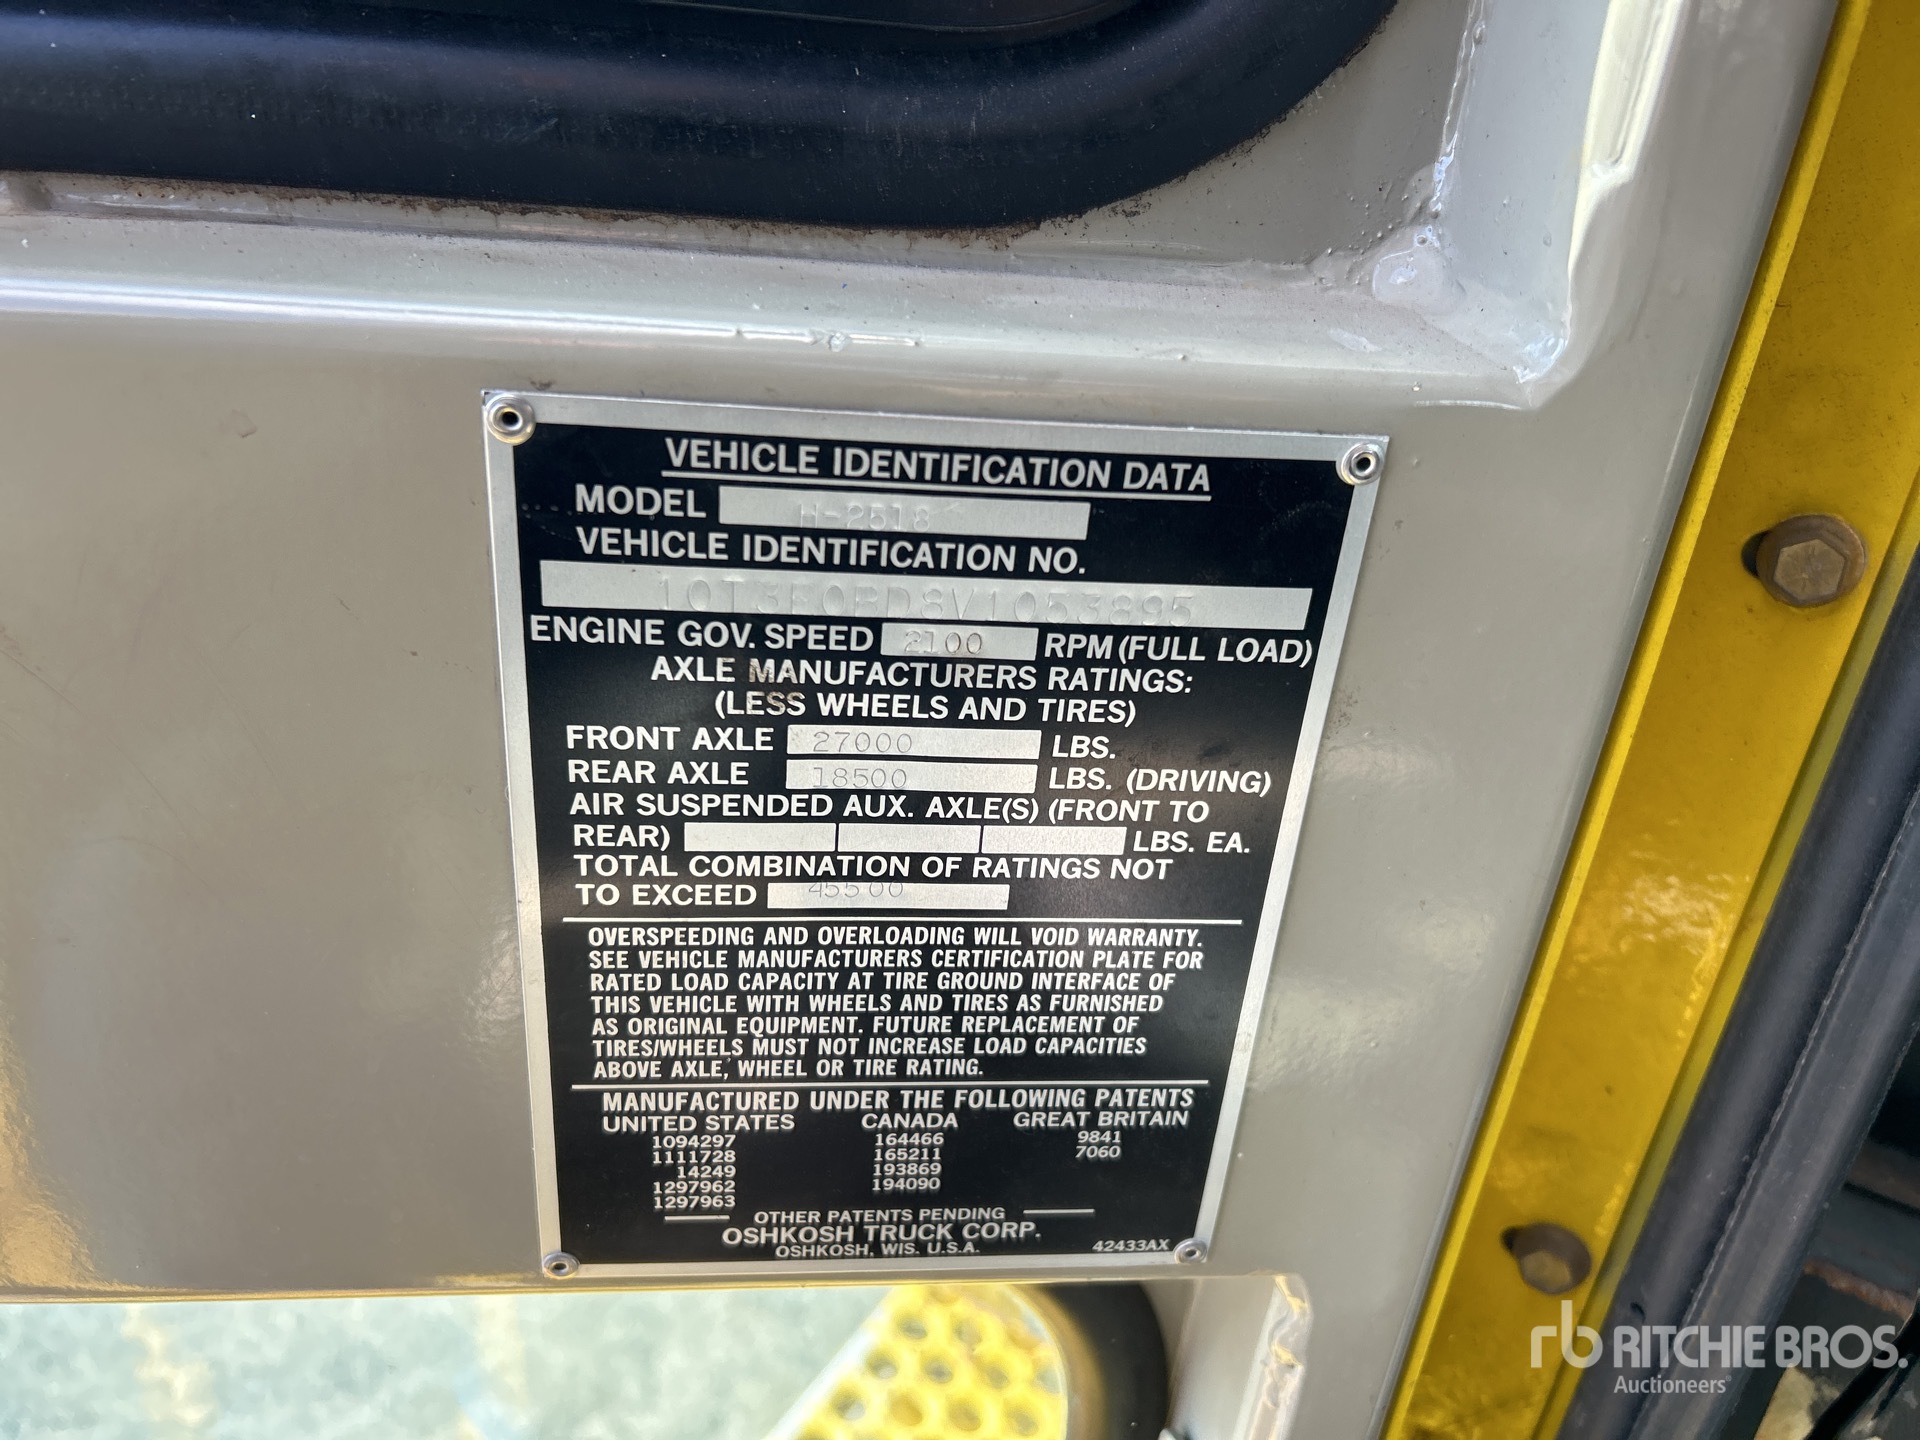 VEHICLE IDENTIFICATION DATA
MODEL H-2518
VEHICLE IDENTIFICATION NO.
ENGINE GOV. SPEED 2100 RPM (FULL LOAD)
AXLE MANUFACTURERS RATINGS:
(LESS WHEELS AND TIRES)
FRONT AXLE 27000 LBS.
REAR AXLE 18500 LBS. (DRIVING)
AIR SUSPENDED AUX. AXLE(S) (FRONT TO
REAR) LBS. EA.
TOTAL COMBINATION OF RATINGS NOT
TO EXCEED 45500
OVERSPEEDING AND OVERLOADING WILL VOID WARRANTY.
SEE VEHICLE MANUFACTURERS CERTIFICATION PLATE FOR
RATED LOAD CAPACITY AT TIRE GROUND INTERFACE OF
THIS VEHICLE WITH WHEELS AND TIRES AS FURNISHED
AS ORIGINAL EQUIPMENT. FUTURE REPLACEMENT OF
TIRES/WHEELS MUST NOT INCREASE LOAD CAPACITIES
ABOVE AXLE, WHEEL OR TIRE RATING.
MANUFACTURED UNDER THE FOLLOWING PATENTS
UNITED STATES CANADA GREAT BRITAIN
1094297 164466 9841
1111728 165211 7060
14249 193869
1297962 194090
1297963
OTHER PATENTS PENDING
OSHKOSH TRUCK CORP.
OSHKOSH, WIS. U.S.A. 42433AX
rb RITCHIE BROS.
Auctioneers